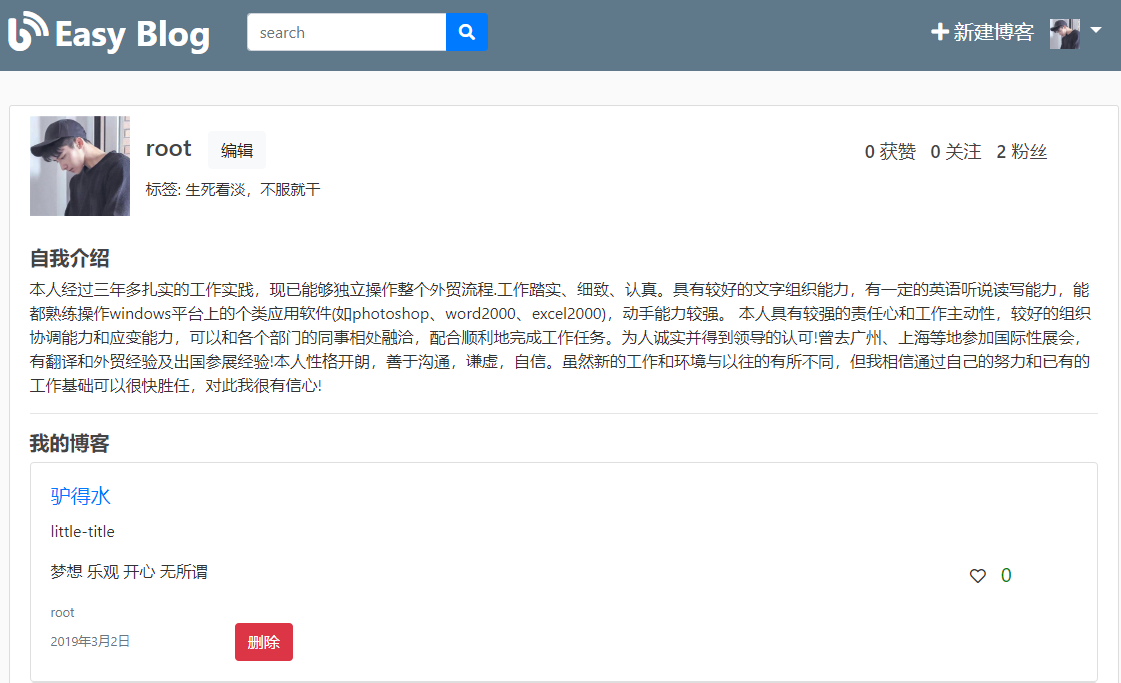 Easy Blog
search
新建博客
root 编辑
0 获赞 0 关注 2 粉丝
标签: 生死看淡，不服就干
自我介绍
本人经过三年多扎实的工作实践，现已能够独立操作整个外贸流程.工作踏实、细致、认真。具有较好的文字组织能力，有一定的英语听说读写能力，能
都熟练操作windows平台上的个类应用软件(如photoshop、word2000、excel2000)，动手能力较强。 本人具有较强的责任心和工作主动性，较好的组织
协调能力和应变能力，可以和各个部门的同事相处融洽，配合顺利地完成工作任务。为人诚实并得到领导的认可!曾去广州、上海等地参加国际性展会，
有翻译和外贸经验及出国参展经验!本人性格开朗，善于沟通，谦虚，自信。虽然新的工作和环境与以往的有所不同，但我相信通过自己的努力和已有的
工作基础可以很快胜任，对此我很有信心!
我的博客
驴得水
little-title
梦想 乐观 开心 无所谓
0
root
2019年3月2日
删除